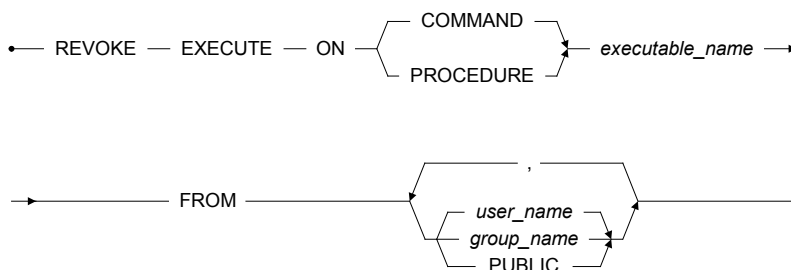 COMMAND
REVOKE EXECUTE ON executable_name
PROCEDURE
,
FROM
user_name
group_name
PUBLIC